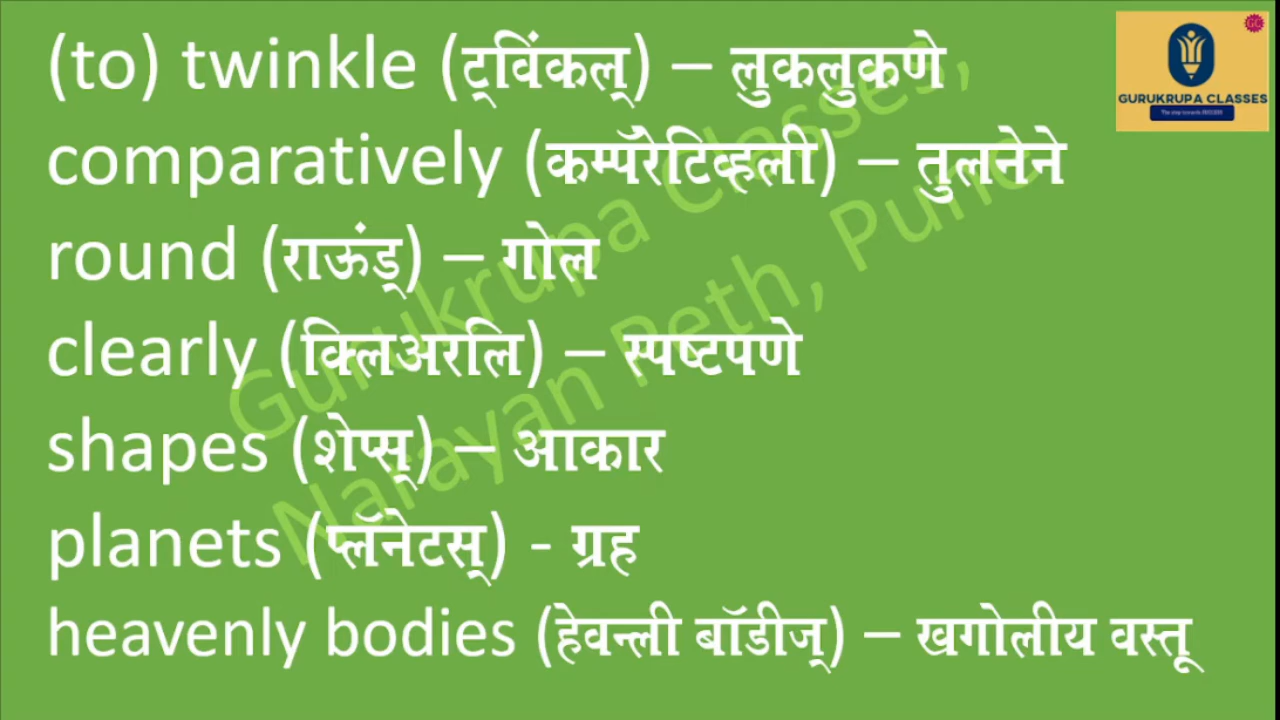 (to) twinkle (ट्विंकल्) – लुकलुकणे
comparatively (कम्पॅरेटिव्हली) – तुलनेने
round (राऊंड्) – गोल
clearly (क्लिअरलि) – स्पष्टपणे
shapes (शेप्स्) – आकार
planets (प्लॅनेटस्) - ग्रह
heavenly bodies (हेवन्ली बॉडीज्) – खगोलीय वस्तू
GC
GURUKRUPA CLASSES
Gurukrupa Classes,
Narayan Peth, Pune